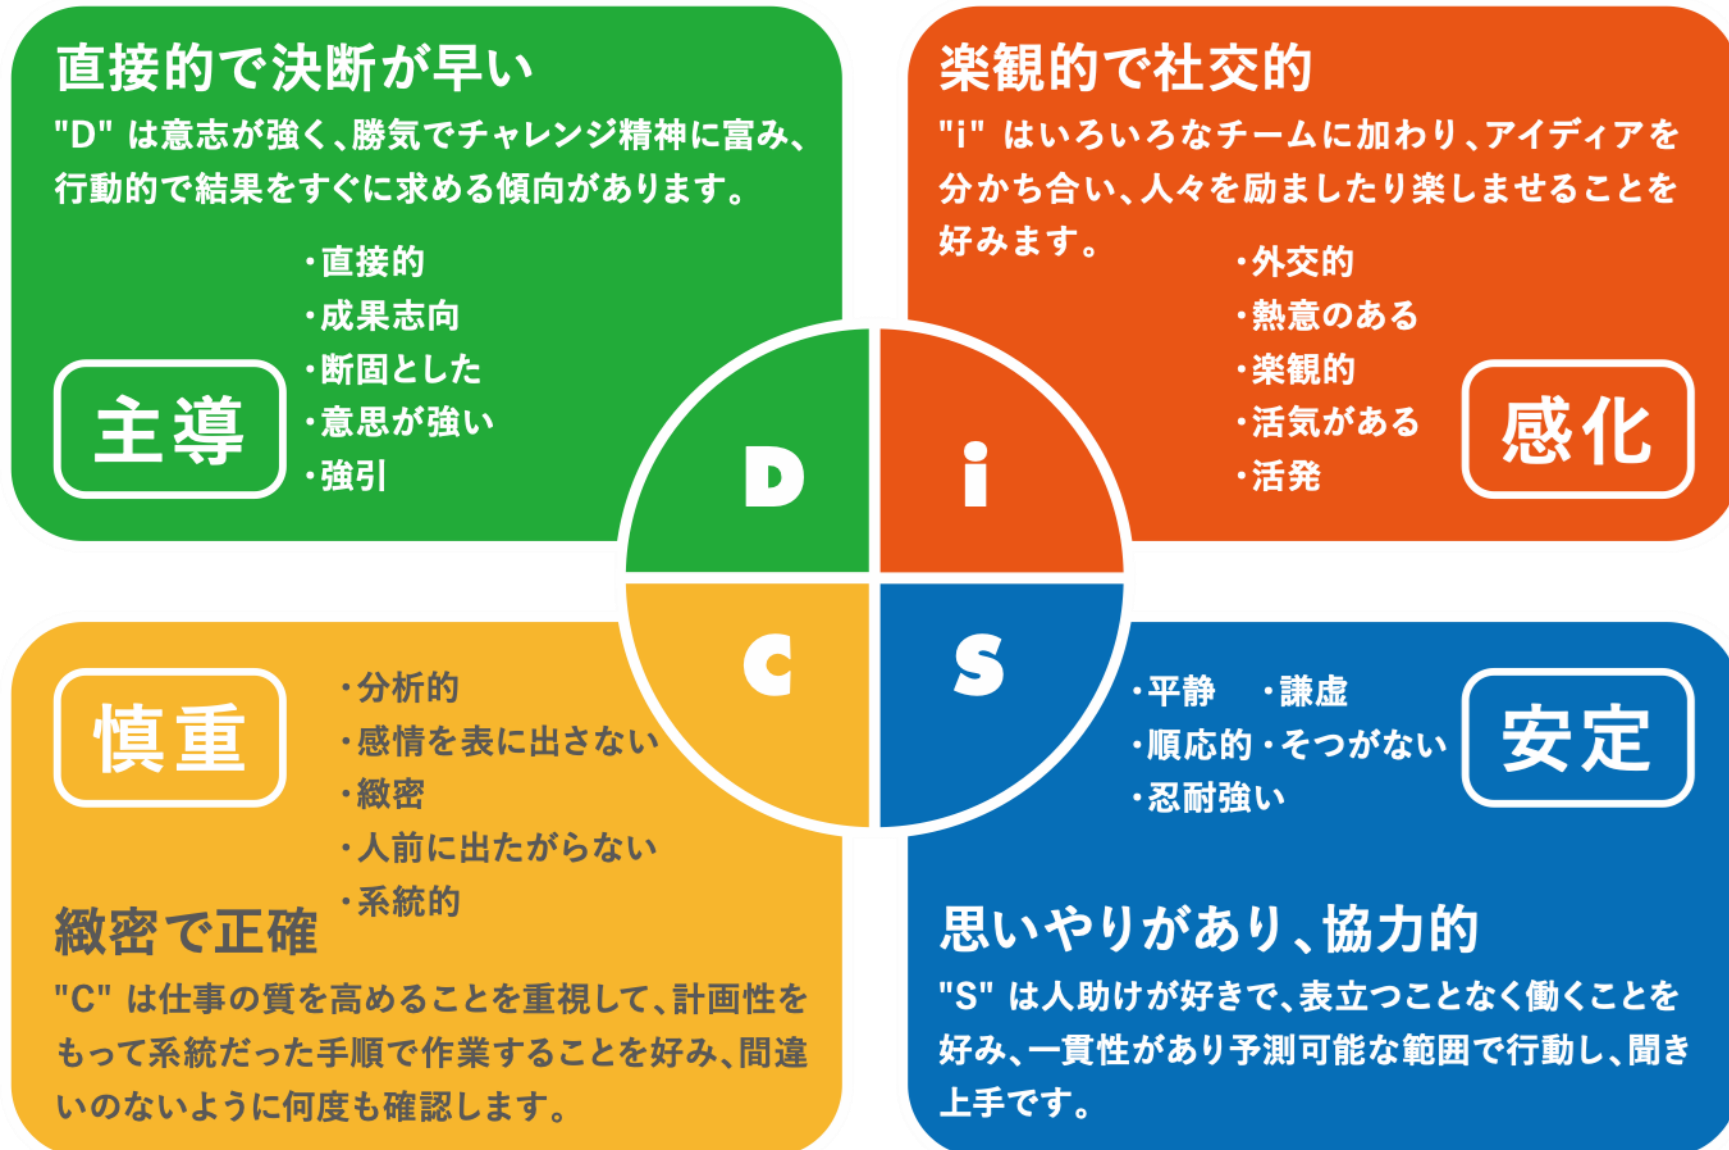 直接的で決断が早い
"D" は意志が強く、勝気でチャレンジ精神に富み、
行動的で結果をすぐに求める傾向があります。
・直接的
・成果志向
・断固とした
・意思が強い
・強引
主導
楽観的で社交的
"i" はいろいろなチームに加わり、アイディアを
分かち合い、人々を励ましたり楽しませることを
好みます。
・外交的
・熱意のある
・楽観的
・活気がある
・活発
感化
D
i
C
S
慎重
・分析的
・感情を表に出さない
・緻密
・人前に出たがらない
・系統的
緻密で正確
"C" は仕事の質を高めることを重視して、計画性を
もって系統だった手順で作業することを好み、間違
いのないように何度も確認します。
・平静 ・謙虚
・順応的・そつがない
・忍耐強い
安定
思いやりがあり、協力的
"S" は人助けが好きで、表立つことなく働くことを
好み、一貫性があり予測可能な範囲で行動し、聞き
上手です。